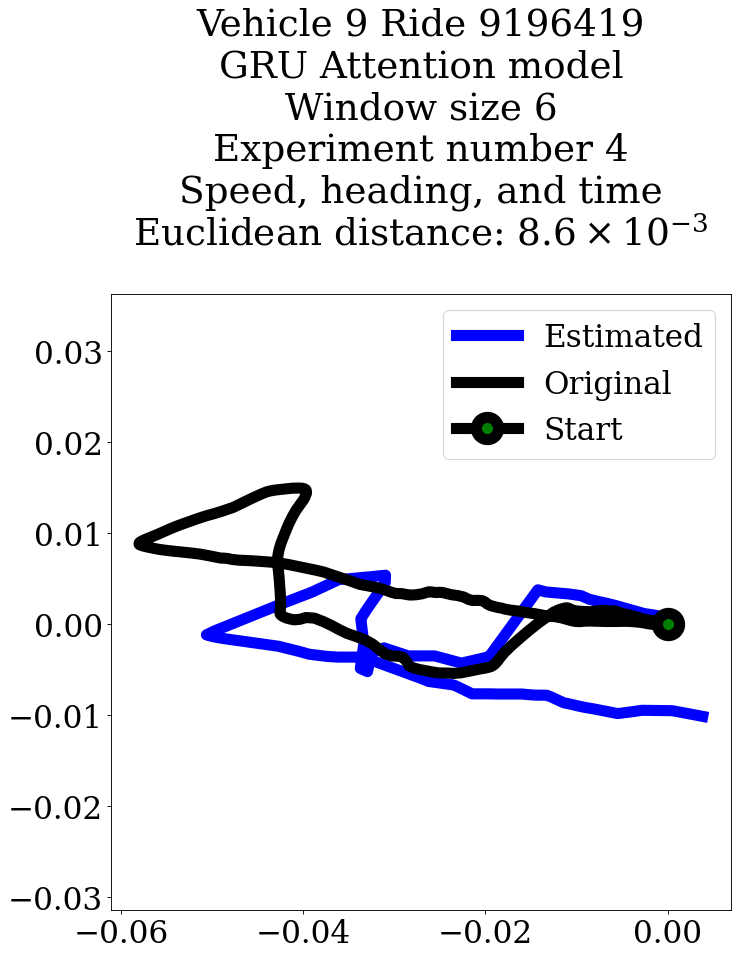 Vehicle 9 Ride 9196419
GRU Attention model
Window size 6
Experiment number 4
Speed, heading, and time
Euclidean distance: 8.6 × 10⁻³
Estimated
Original
Start
0.03
0.02
0.01
0.00
−0.01
−0.02
−0.03
−0.06
−0.04
−0.02
0.00